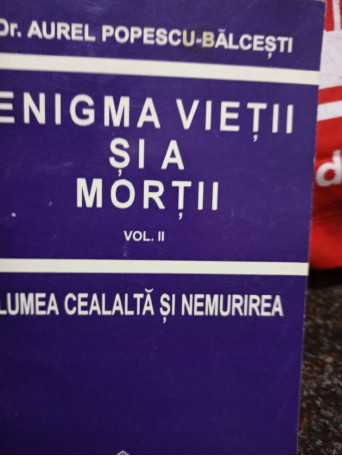 Dr. AUREL POPESCU-BĂLCEȘTI
ENIGMA VIEȚII
ȘI A
MORȚII
VOL. II
LUMEA CEALALTĂ ȘI NEMURIREA
d